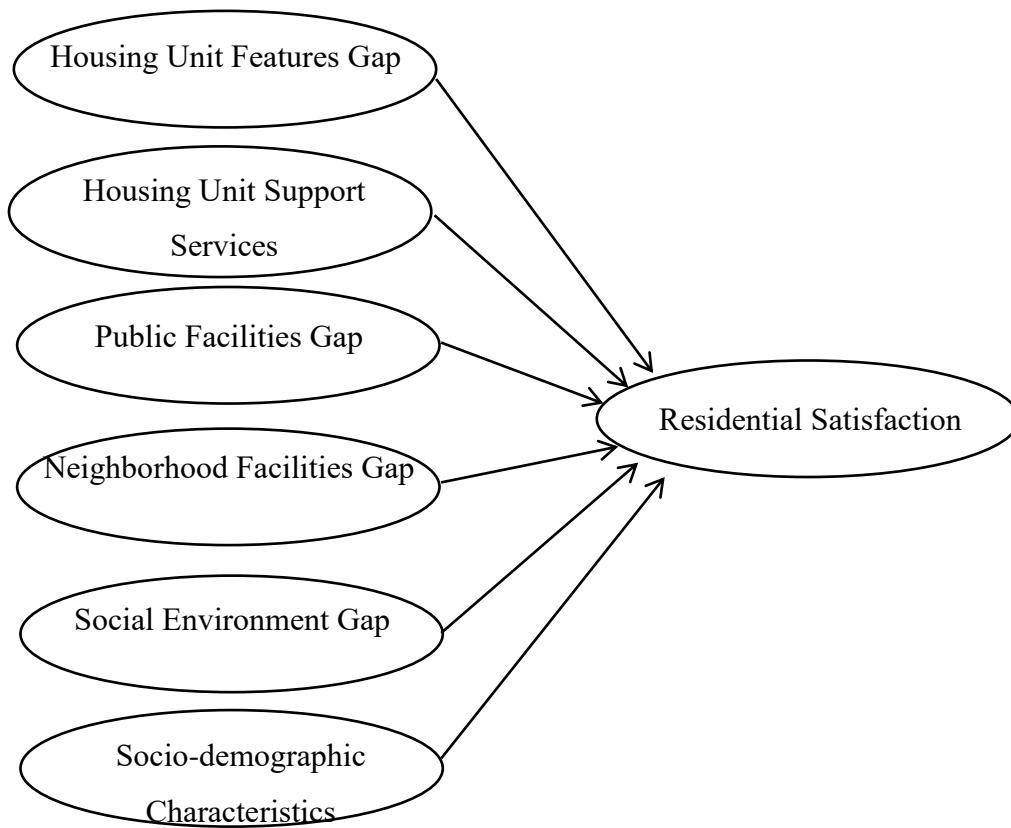 Housing Unit Features Gap
Housing Unit Support
Services
Public Facilities Gap
Residential Satisfaction
Neighborhood Facilities Gap
Social Environment Gap
Socio-demographic
Characteristics